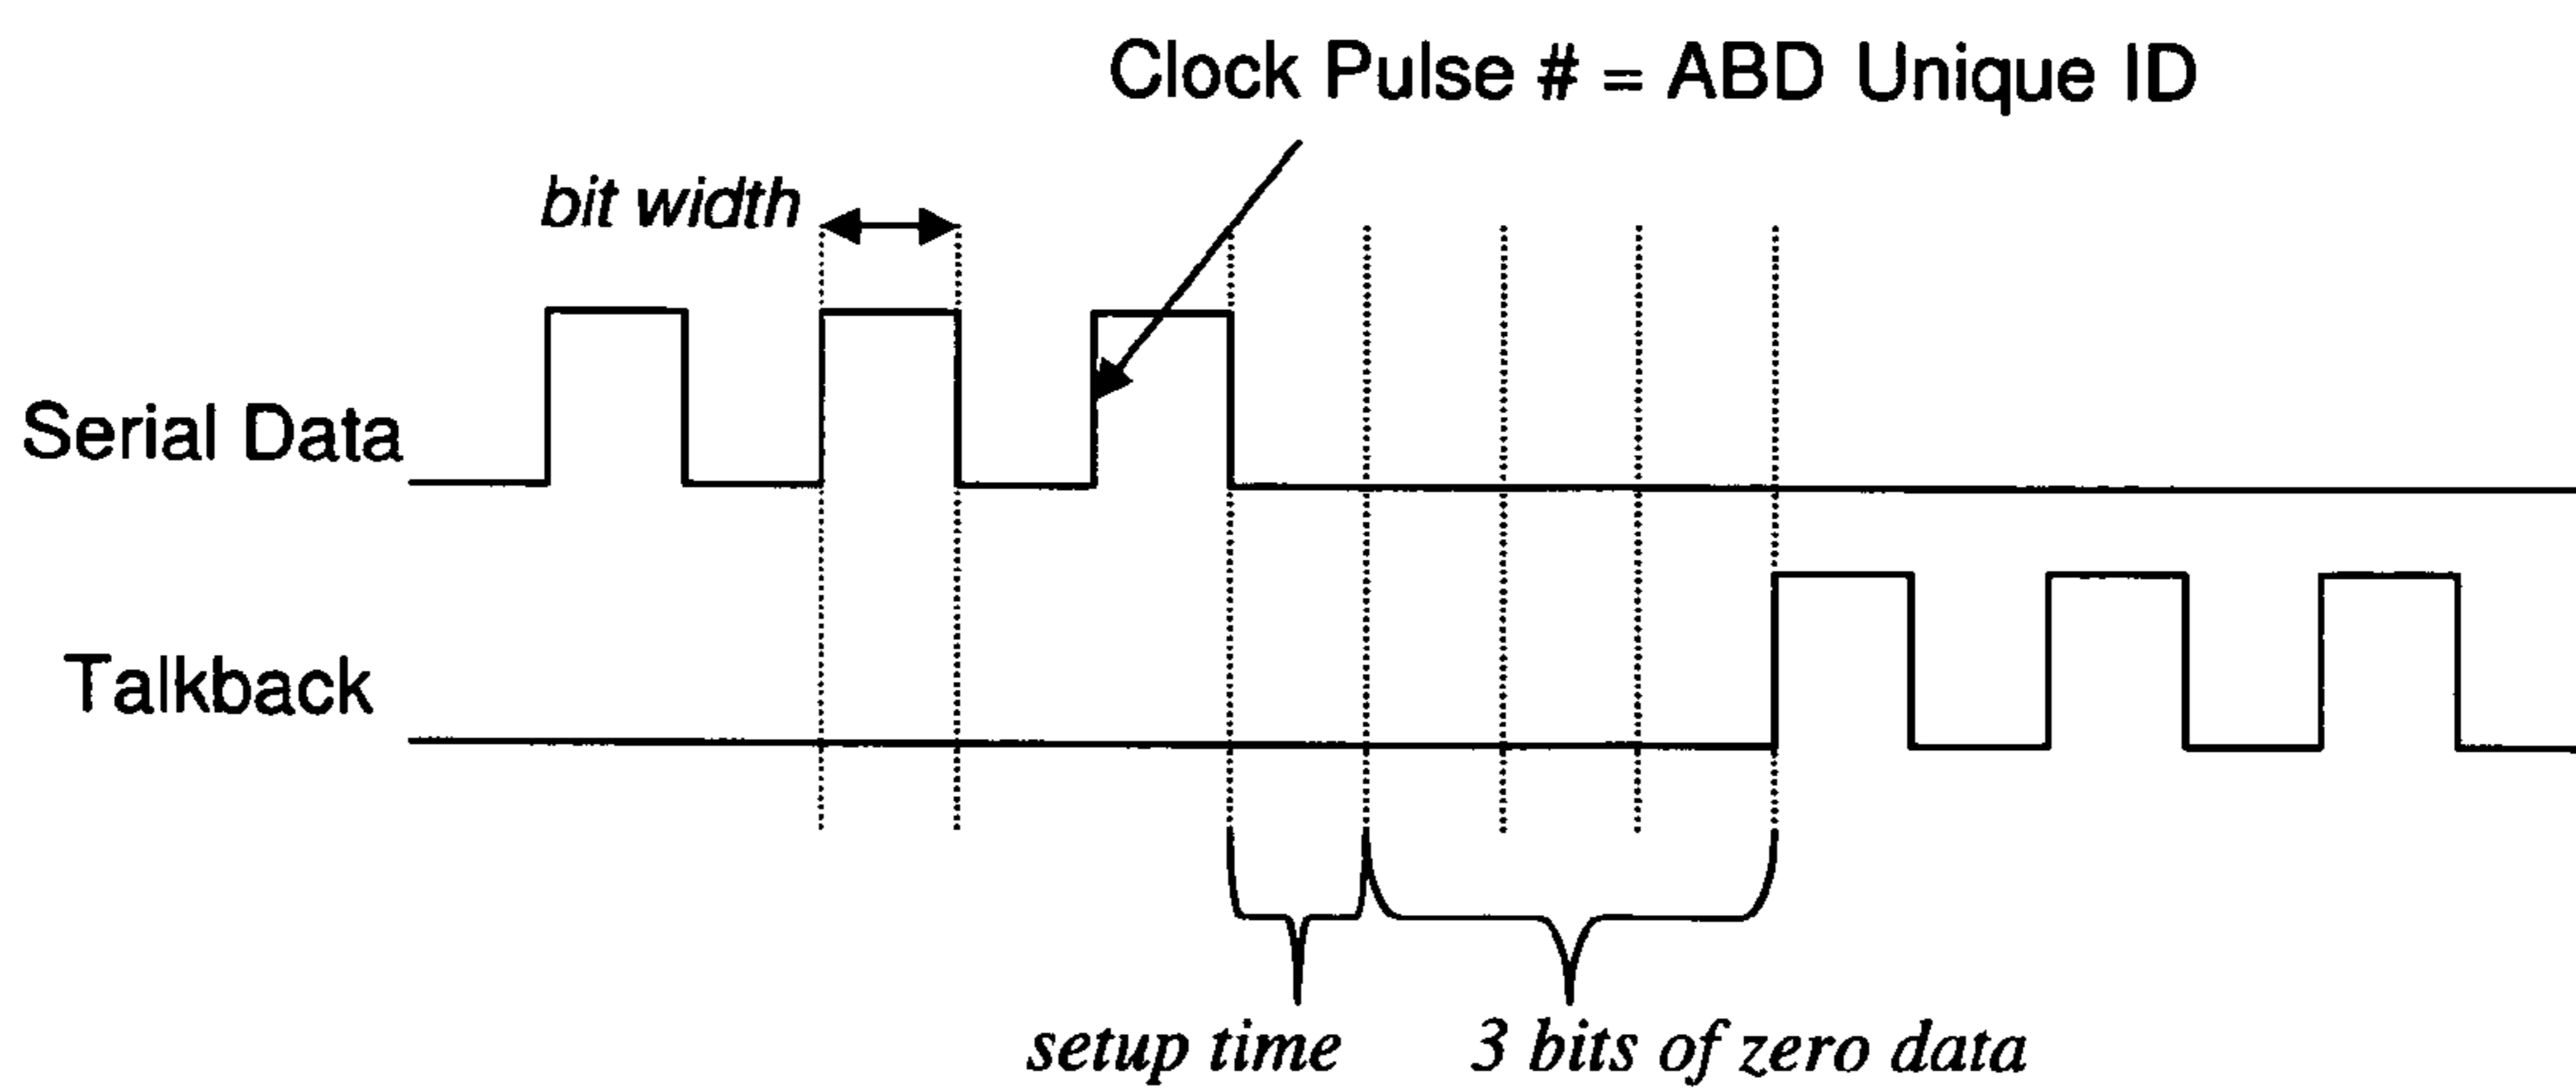 Clock Pulse # = ABD Unique ID
bit width
Serial Data
Talkback
setup time
3 bits of zero data